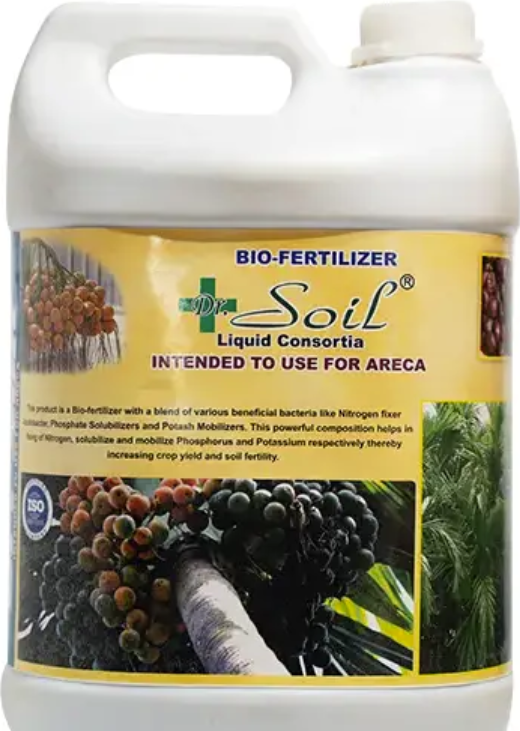 BIO-FERTILIZER
Dr. Soil®
Liquid Consortia
INTENDED TO USE FOR ARECA
This product is a Bio-fertilizer with a blend of various beneficial bacteria like Nitrogen fixer
Phosphate Solubilizers and Potash Mobilizers. This powerful composition helps in
of Nitrogen, solubilize and mobilize Phosphorus and Potassium respectively thereby
increasing crop yield and soil fertility.
ISO